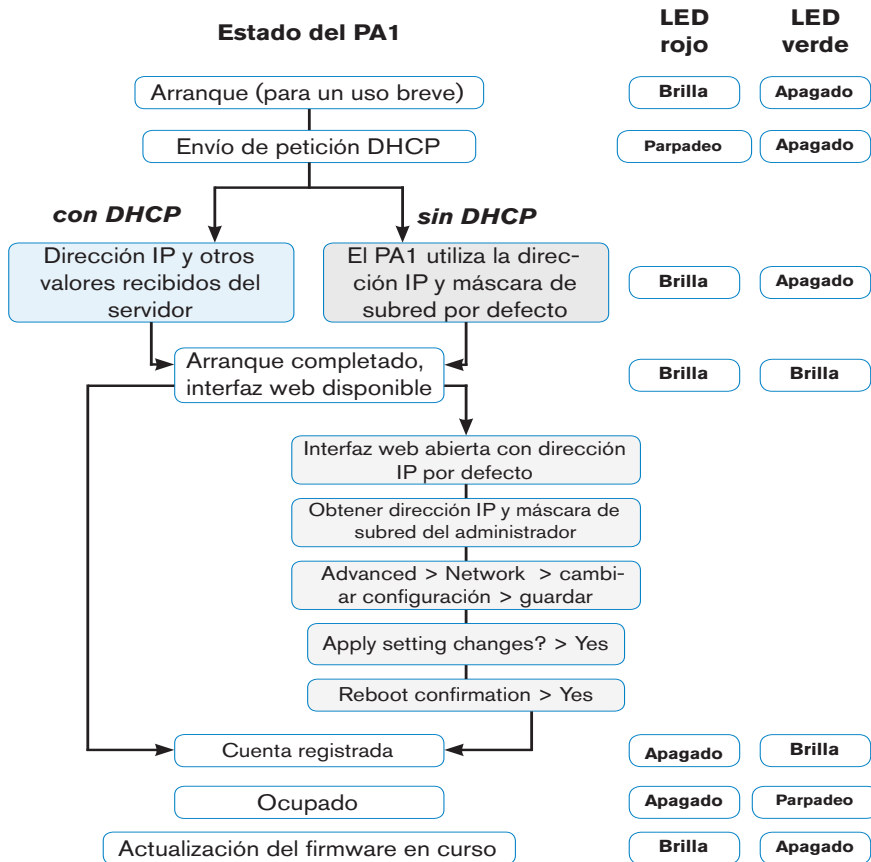 Estado del PA1
LED
rojo
LED
verde
Arranque (para un uso breve)
Brilla
Apagado
Envío de petición DHCP
Parpadeo
Apagado
con DHCP
sin DHCP
Dirección IP y otros
valores recibidos del
servidor
El PA1 utiliza la direc-
ción IP y máscara de
subred por defecto
Brilla
Apagado
Arranque completado,
interfaz web disponible
Brilla
Brilla
Interfaz web abierta con dirección
IP por defecto
Obtener dirección IP y máscara de
subred del administrador
Advanced > Network > cambi-
ar configuración > guardar
Apply setting changes? > Yes
Reboot confirmation > Yes
Cuenta registrada
Apagado
Brilla
Ocupado
Apagado
Parpadeo
Actualización del firmware en curso
Brilla
Apagado